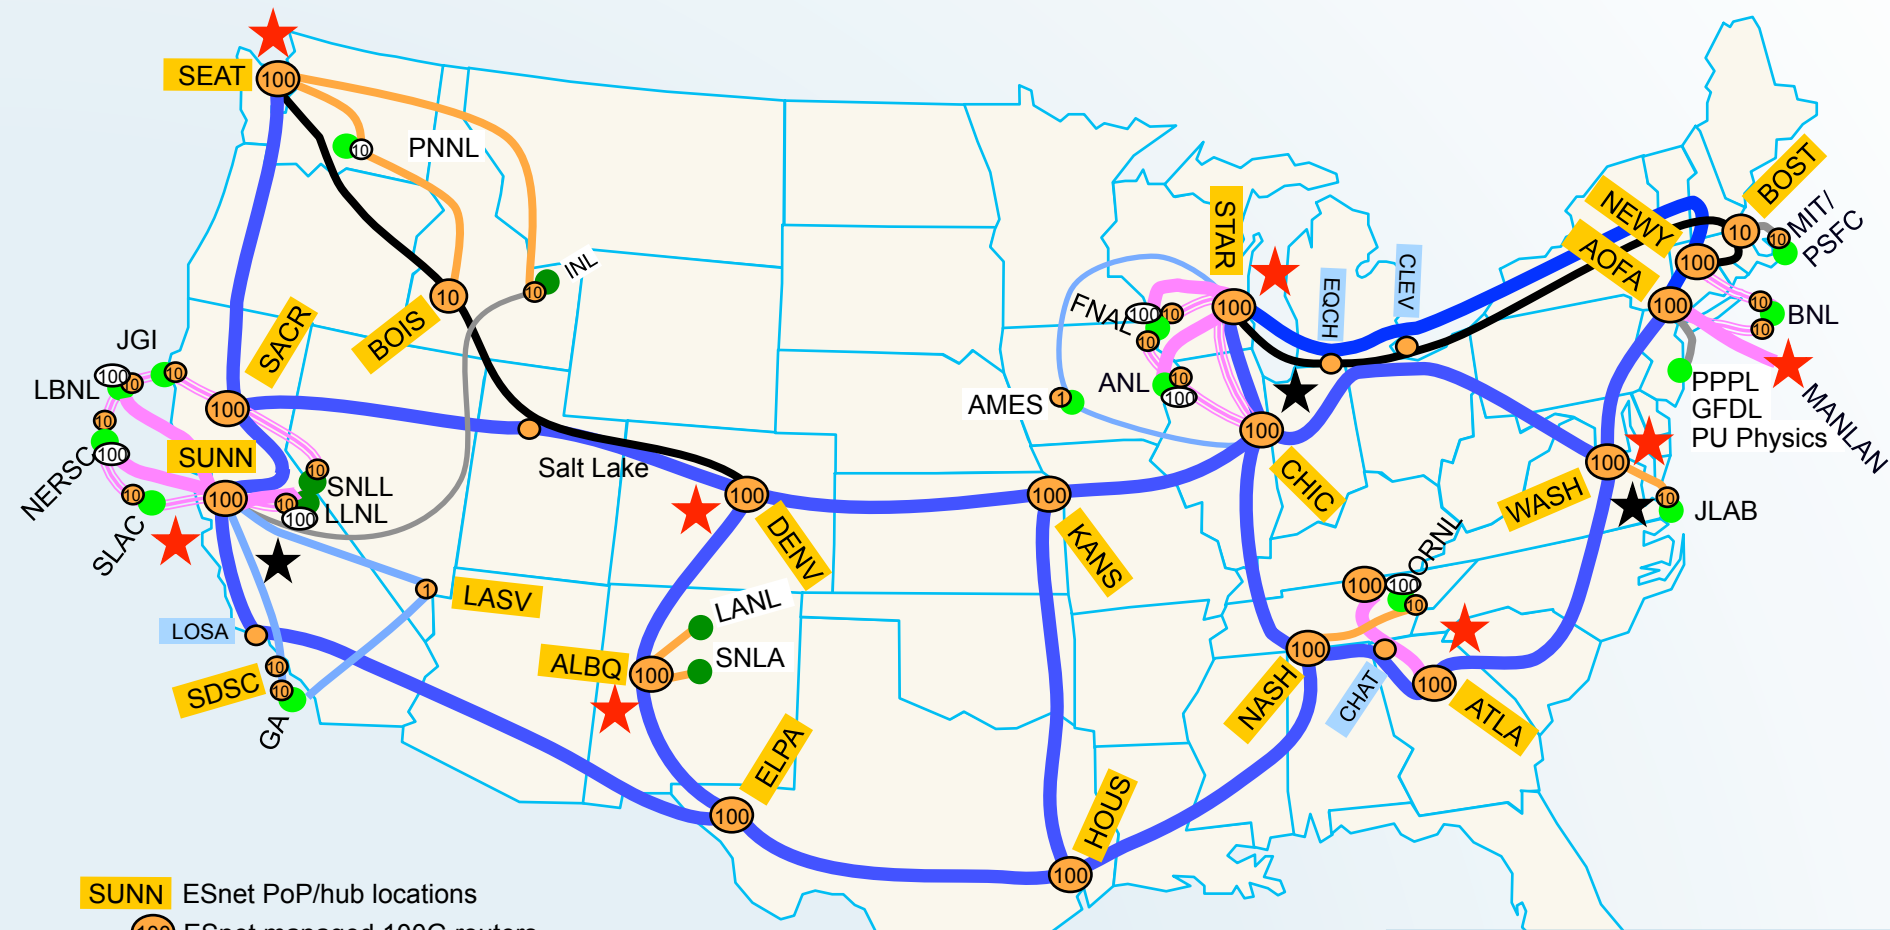 SEAT
100
10
PNNL
BOST
MIT/
PSFC
NEWY
AOFA
10
10
100
100
STAR
EQCH
CLEV
INL
10
10
BOIS
SACR
JGI
LBNL
100
10
10
10
NERSC
100
10
SLAC
SUNN
100
100
10
SNLL
10
LLNL
100
Salt Lake
FNAL
100
10
10
100
ANL
10
100
AMES
1
100
CHIC
BNL
10
10
MANLAN
PPPL
GFDL
PU Physics
WASH
100
10
JLAB
100
DENV
100
KANS
LOSA
1
LASV
SDSC
10
10
GA
LANL
SNLA
ALBQ
100
ORNL
100
100
10
100
NASH
CHAT
100
ATLA
ELPA
100
HOUS
100
SUNN ESnet PoP/hub locations
100 ESnet managed 100G routers